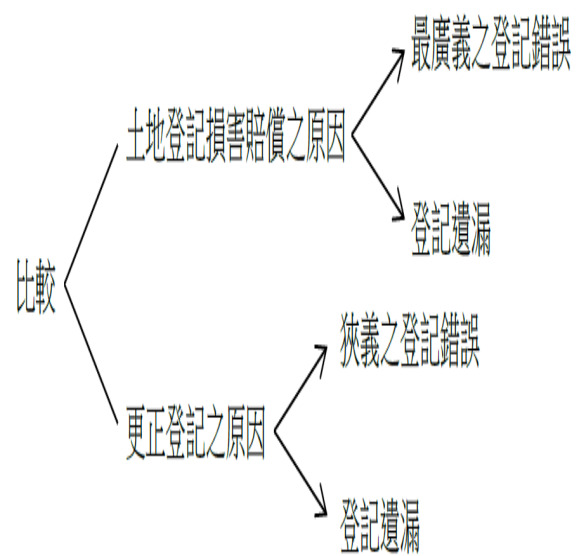 比較
土地登記損害賠償之原因
最廣義之登記錯誤
登記遺漏
更正登記之原因
狹義之登記錯誤
登記遺漏